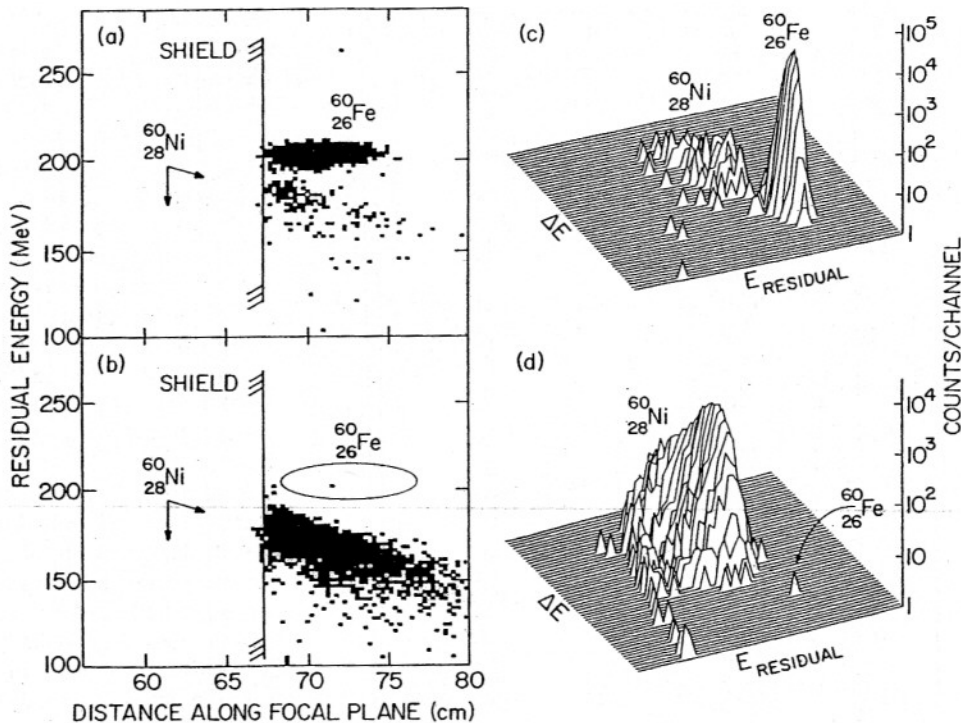 (a)
SHIELD
60
26Fe
60
28Ni
250
200
150
100
RESIDUAL ENERGY (MeV)
(b)
SHIELD
60
26Fe
60
28Ni
250
200
150
100
60
65
70
75
80
DISTANCE ALONG FOCAL PLANE (cm)
(c)
60
26Fe
60
28Ni
10^5
10^4
10^3
10^2
10
1
ΔE
E RESIDUAL
COUNTS/CHANNEL
(d)
60
28Ni
60
26Fe
10^4
10^3
10^2
10
1
ΔE
E RESIDUAL